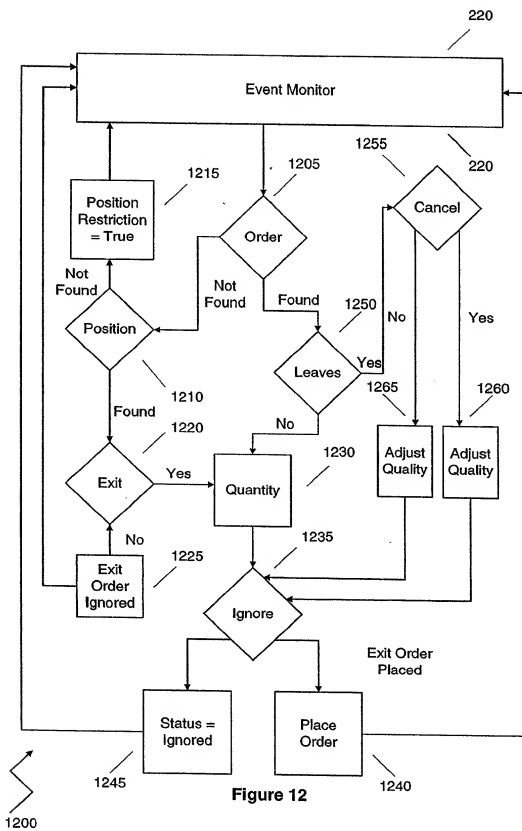 220
Event Monitor
220
1255
1205
1215
Position
Restriction
= True
Cancel
Order
Not
Found
Not
Found
Found
1250
No
Yes
Position
Leaves
Yes
1210
1265
1260
Found
1220
No
1230
Adjust
Quality
Adjust
Quality
Exit
Yes
Quantity
No
1235
1225
Exit
Order
Ignored
Ignore
Exit Order
Placed
Status =
Ignored
Place
Order
1245
Figure 12
1240
1200